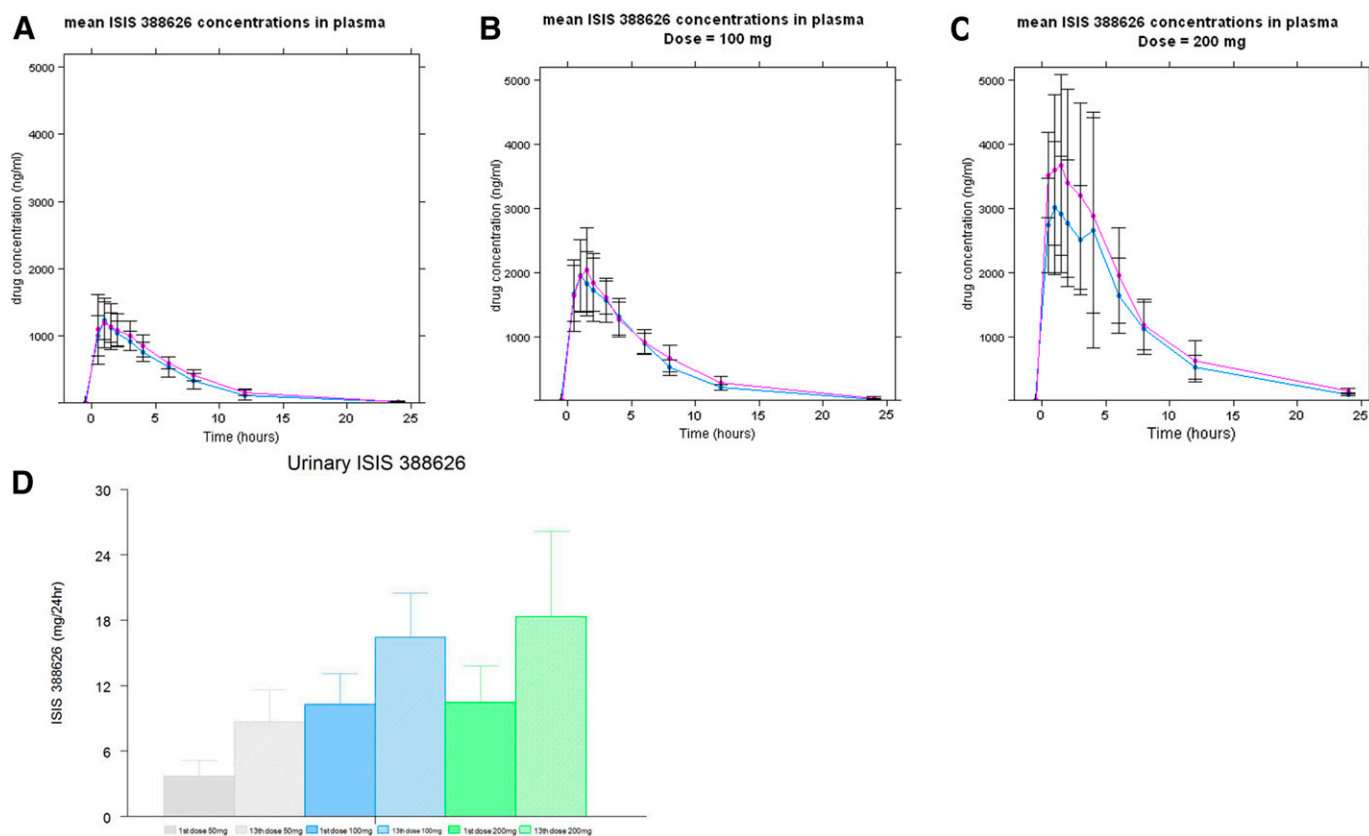 A
mean ISIS 388626 concentrations in plasma
5000
4000
3000
2000
1000
drug concentration (ng/ml)
0
5
10
15
20
25
Time (hours)
B
mean ISIS 388626 concentrations in plasma
Dose = 100 mg
5000
4000
3000
2000
1000
drug concentration (ng/ml)
0
5
10
15
20
25
Time (hours)
C
mean ISIS 388626 concentrations in plasma
Dose = 200 mg
5000
4000
3000
2000
1000
drug concentration (ng/ml)
0
5
10
15
20
25
Time (hours)
D
Urinary ISIS 388626
30
24
18
12
6
0
ISIS 388626 (mg/24hr)
1st dose 50mg 13th dose 50mg 1st dose 100mg 13th dose 100mg 1st dose 200mg 13th dose 200mg